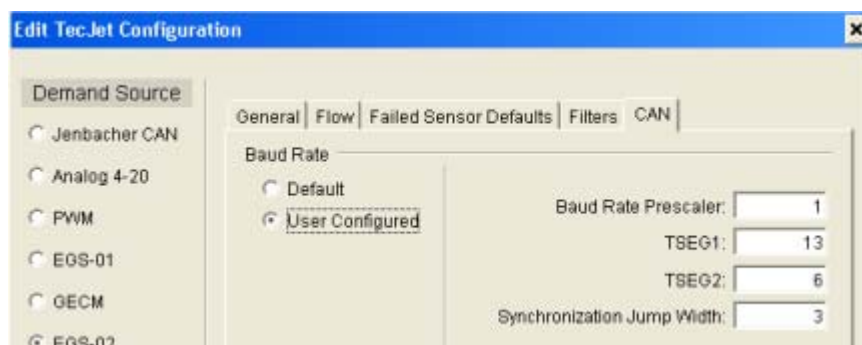 Edit TecJet Configuration
Demand Source
Jenbacher CAN
Analog 4-20
PWM
EGS-01
GECM
EGS-02
General Flow Failed Sensor Defaults Filters CAN
Baud Rate
Default
User Configured
Baud Rate Prescaler: 1
TSEG1: 13
TSEG2: 6
Synchronization Jump Width: 3